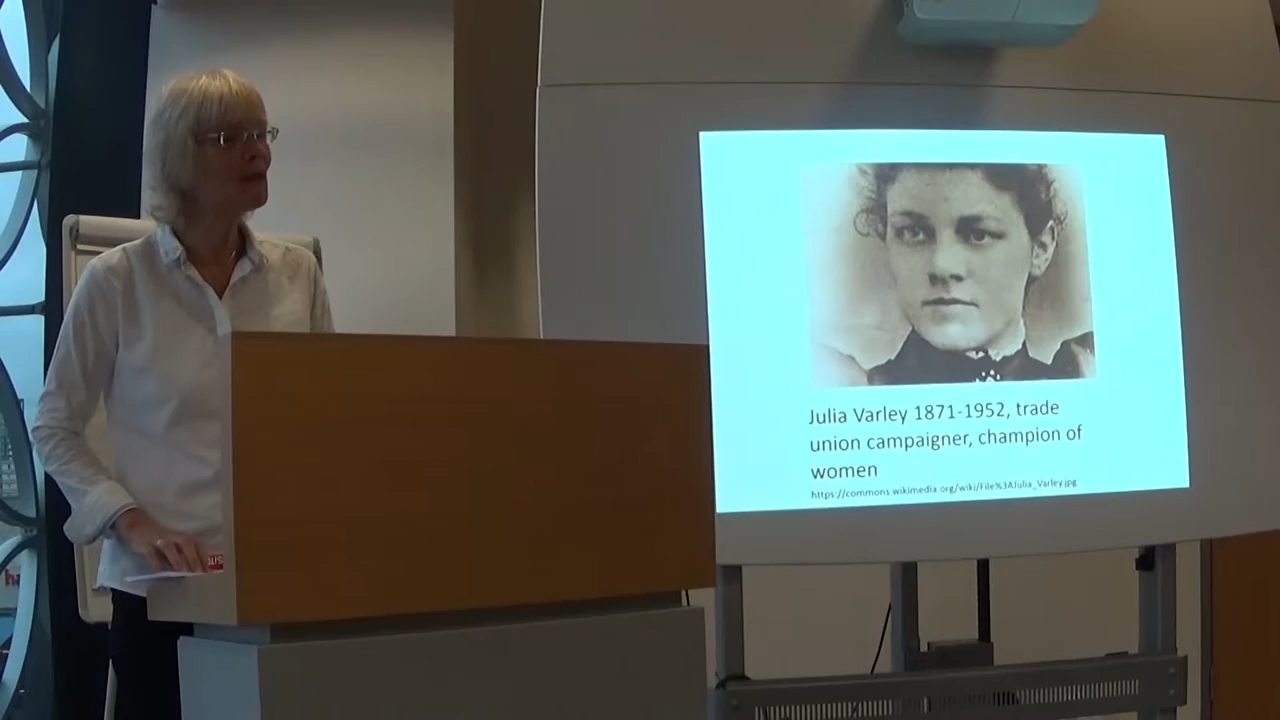 Julia Varley 1871-1952, trade
union campaigner, champion of
women
https://commons.wikimedia.org/wiki/File%3AJulia_Varley.jpg